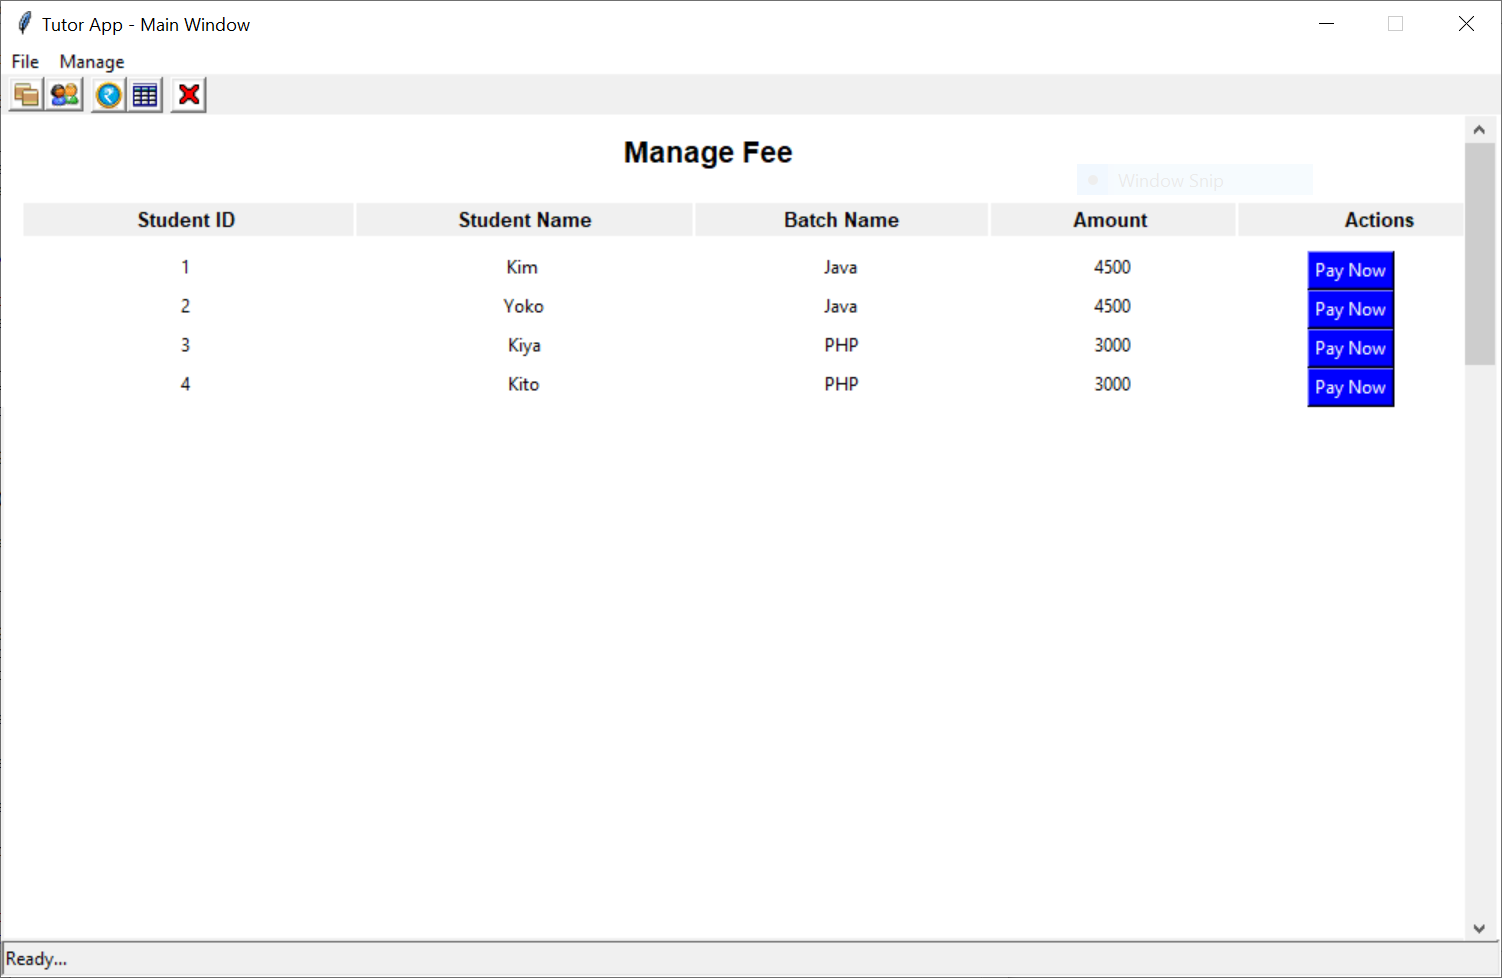 Tutor App - Main Window
File Manage
Manage Fee
Window Snip
Student ID Student Name Batch Name Amount Actions
1 Kim Java 4500 Pay Now
2 Yoko Java 4500 Pay Now
3 Kiya PHP 3000 Pay Now
4 Kito PHP 3000 Pay Now
Ready...